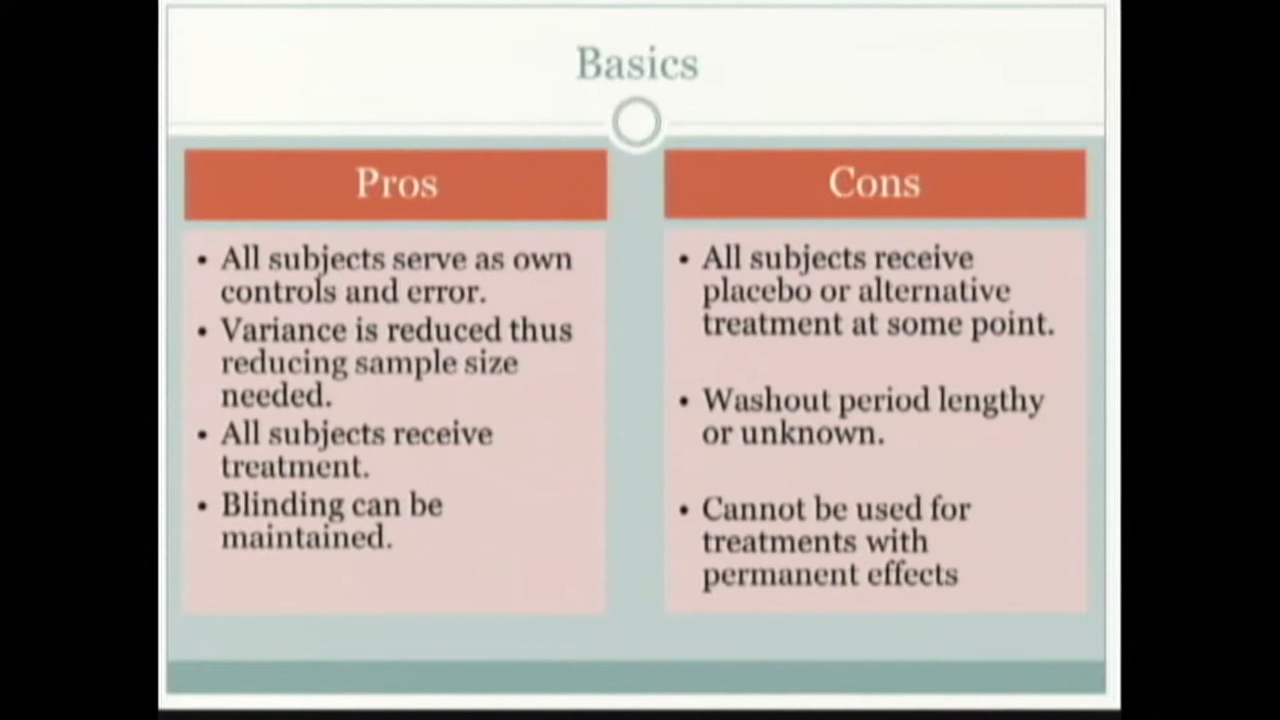 Basics
Pros
• All subjects serve as own
controls and error.
• Variance is reduced thus
reducing sample size
needed.
• All subjects receive
treatment.
• Blinding can be
maintained.
Cons
• All subjects receive
placebo or alternative
treatment at some point.
• Washout period lengthy
or unknown.
• Cannot be used for
treatments with
permanent effects